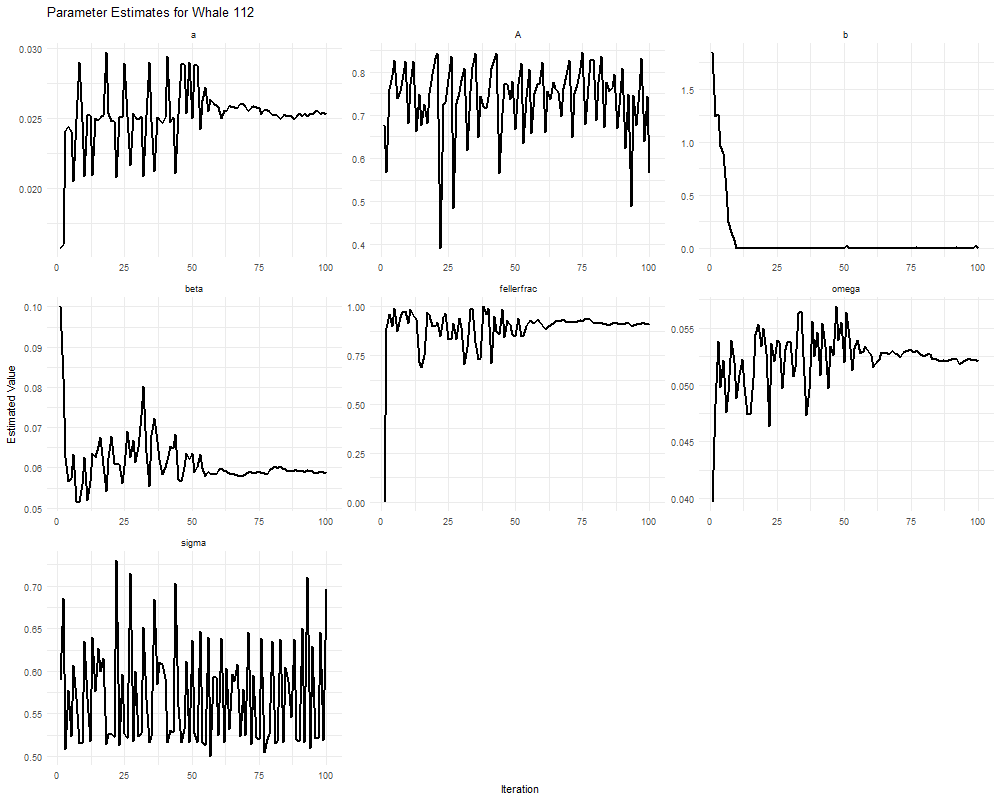 Parameter Estimates for Whale 112
a A b
0.030
0.025
0.020
0 25 50 75 100
0.8
0.7
0.6
0.5
0.4
0 25 50 75 100
1.5
1.0
0.5
0.0
0 25 50 75 100
beta fellerfrac omega
Estimated Value
0.10
0.09
0.08
0.07
0.06
0.05
0 25 50 75 100
1.00
0.75
0.50
0.25
0.00
0 25 50 75 100
0.055
0.050
0.045
0.040
0 25 50 75 100
sigma
0.70
0.65
0.60
0.55
0.50
0 25 50 75 100
Iteration